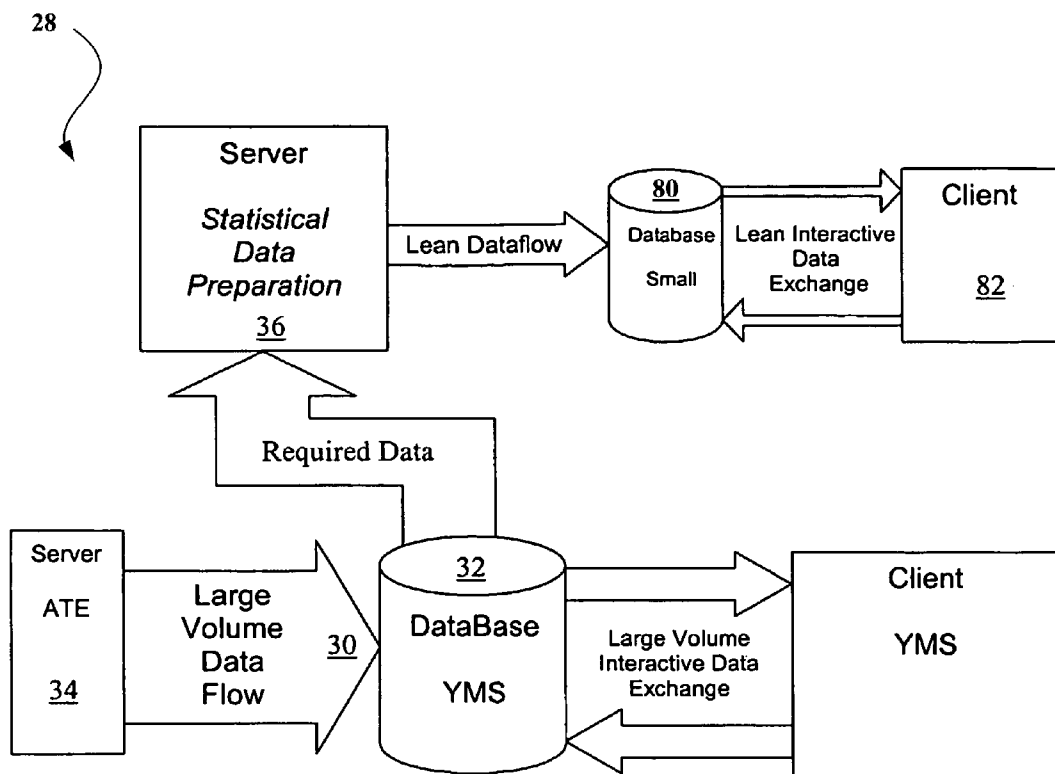 28
Server
Statistical
Data
Preparation
36
Lean Dataflow
80
Database
Small
Lean Interactive
Data
Exchange
Client
82
Required Data
Server
ATE
34
Large
Volume
Data
Flow
30
32
DataBase
YMS
Large Volume
Interactive Data
Exchange
Client
YMS